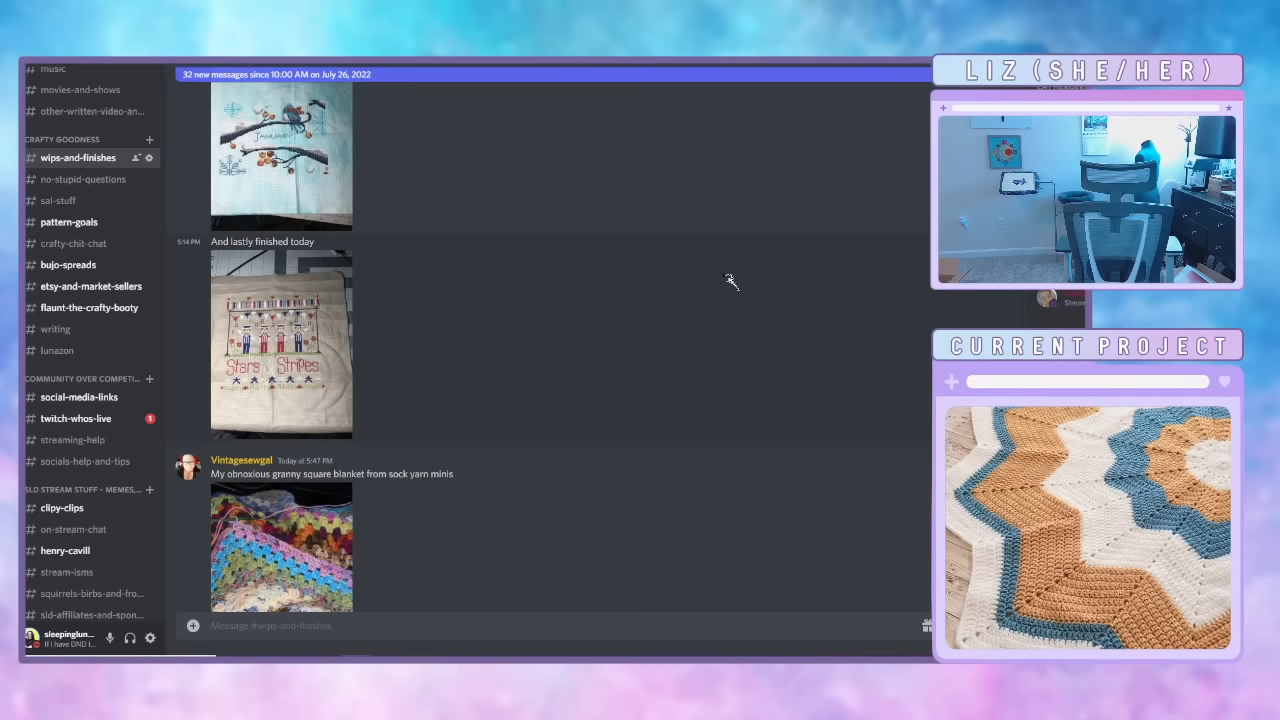 music
movies-and-shows
other-written-video-an...
CRAFTY GOODNESS
wips-and-finishes
no-stupid-questions
sal-stuff
pattern-goals
crafty-chit-chat
bujo-spreads
etsy-and-market-sellers
flaunt-the-crafty-booty
writing
lunazon
COMMUNITY OVER COMPETI...
social-media-links
twitch-whos-live
1
streaming-help
socials-help-and-tips
SLD STREAM STUFF - MEMES,...
clipy-clips
on-stream-chat
henry-cavill
stream-isms
squirrels-birbs-and-fro...
sld-affiliates-and-spon...
sleepinglun...
If I have DND t...
32 new messages since 10:00 AM on July 26, 2022
JANUARY
5:14 PM And lastly finished today
Stars Stripes
Vintagesewgal Today at 5:47 PM
My obnoxious granny square blanket from sock yarn minis
Message #wips-and-finishes
LIZ (SHE/HER)
Stream
CURRENT PROJECT